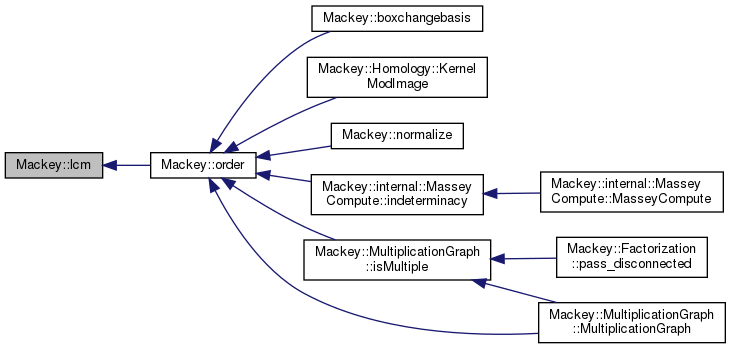 Mackey::boxchangebasis
Mackey::Homology::Kernel
ModImage
Mackey::normalize
Mackey::lcm
Mackey::order
Mackey::internal::Massey
Compute::indeterminacy
Mackey::internal::Massey
Compute::MasseyCompute
Mackey::MultiplicationGraph
::isMultiple
Mackey::Factorization
::pass_disconnected
Mackey::MultiplicationGraph
::MultiplicationGraph